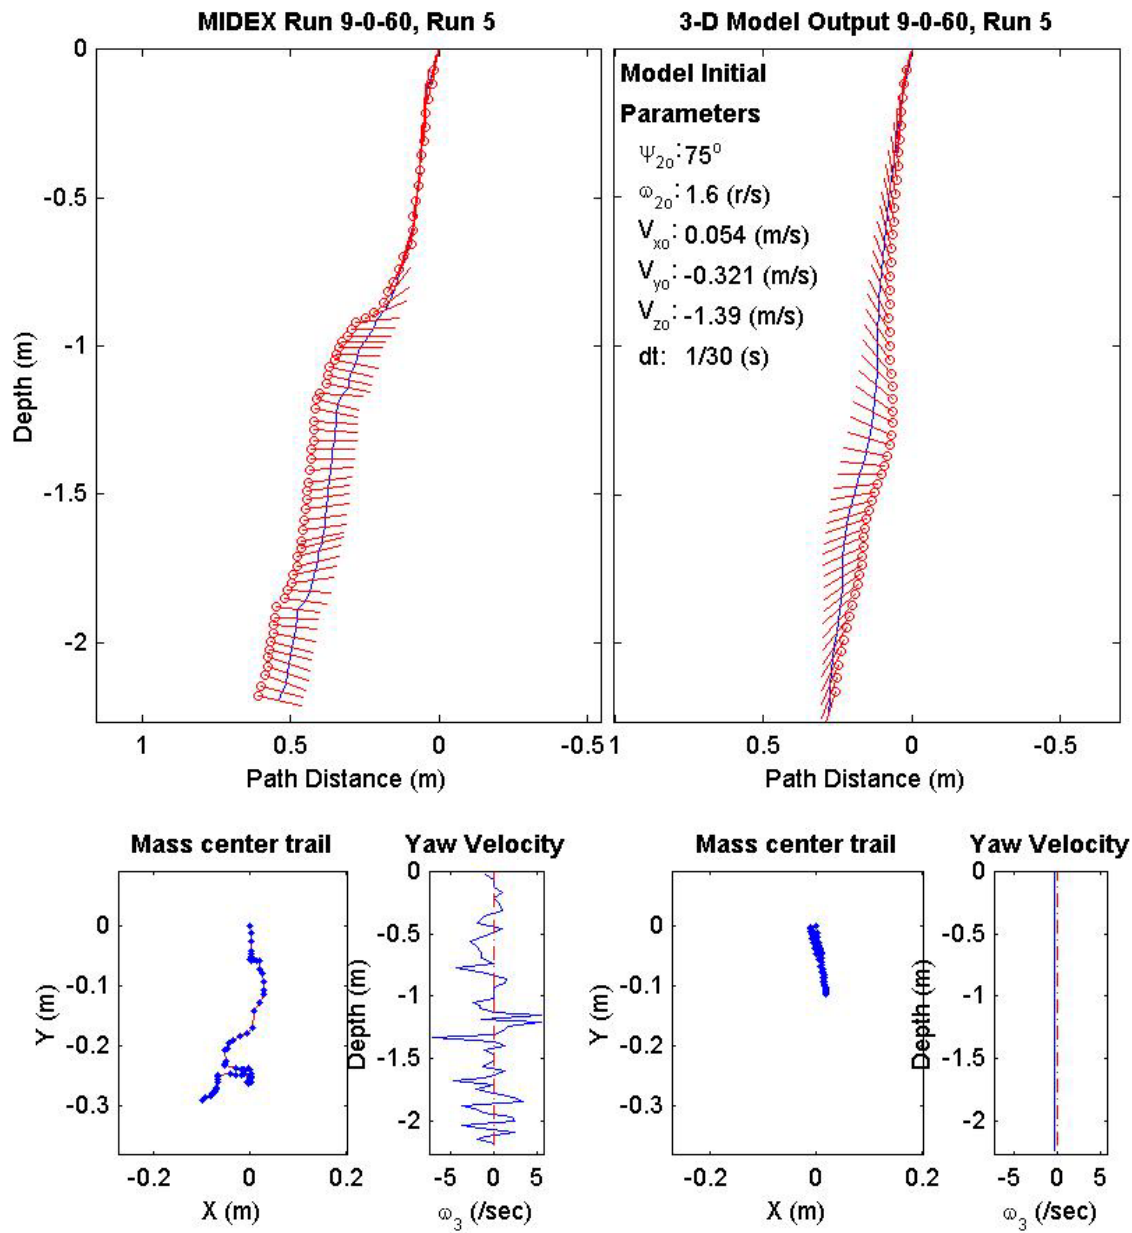 MIDEX Run 9-0-60, Run 5
3-D Model Output 9-0-60, Run 5
0
-0.5
-1
-1.5
-2
Depth (m)
1
0.5
0
-0.5
Path Distance (m)
Model Initial
Parameters
Ψ2o: 75o
ω2o: 1.6 (r/s)
Vxo: 0.054 (m/s)
Vyo: -0.321 (m/s)
Vzo: -1.39 (m/s)
dt: 1/30 (s)
1
0.5
0
-0.5
Path Distance (m)
Mass center trail
0
-0.1
-0.2
-0.3
Y (m)
-0.2
0
0.2
X (m)
Yaw Velocity
0
-0.5
-1
-1.5
-2
Depth (m)
-5
0
5
ω3 (/sec)
Mass center trail
0
-0.1
-0.2
-0.3
Y (m)
-0.2
0
0.2
X (m)
Yaw Velocity
0
-0.5
-1
-1.5
-2
Depth (m)
-5
0
5
ω3 (/sec)